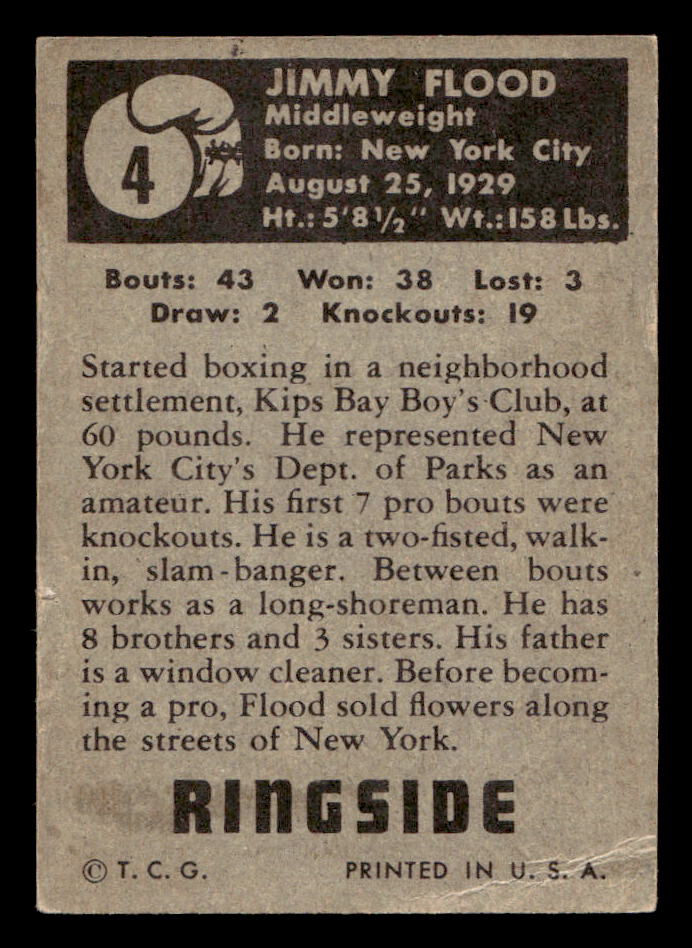 4
JIMMY FLOOD
Middleweight
Born: New York City
August 25, 1929
Ht.: 5'8½" Wt.: 158 Lbs.
Bouts: 43 Won: 38 Lost: 3
Draw: 2 Knockouts: 19
Started boxing in a neighborhood
settlement, Kips Bay Boy's Club, at
60 pounds. He represented New
York City's Dept. of Parks as an
amateur. His first 7 pro bouts were
knockouts. He is a two-fisted, walk-
in, slam-banger. Between bouts
works as a long-shoreman. He has
8 brothers and 3 sisters. His father
is a window cleaner. Before becom-
ing a pro, Flood sold flowers along
the streets of New York.
RINGSIDE
© T. C. G. PRINTED IN U. S. A.